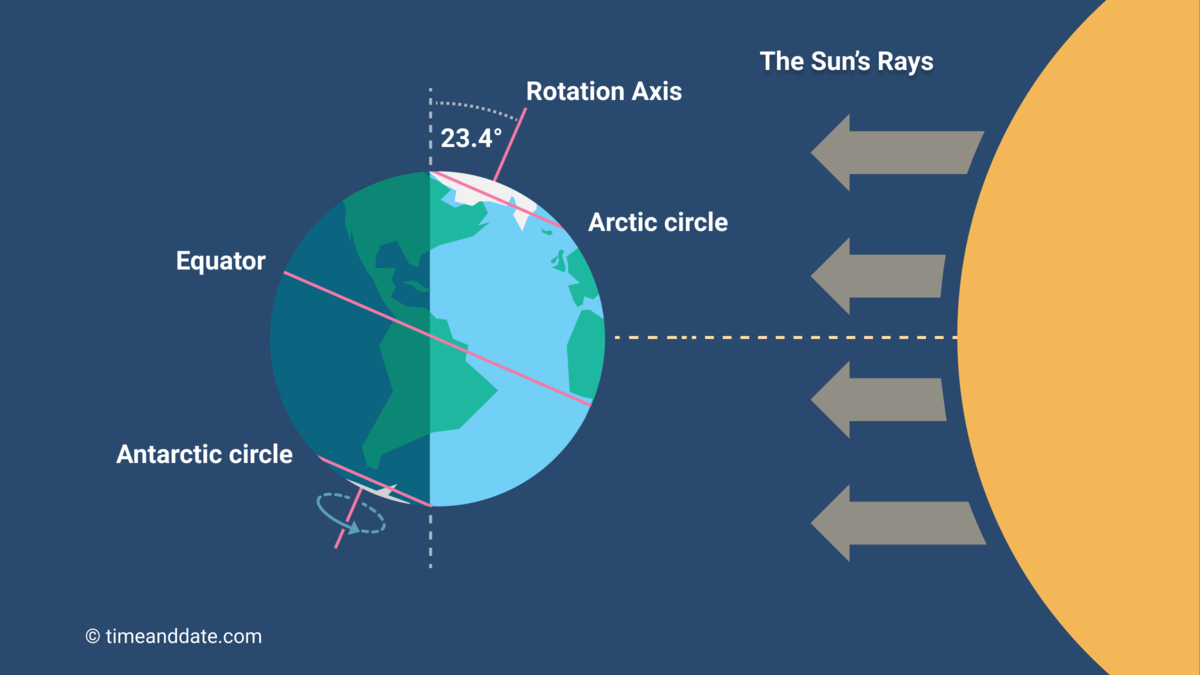 The Sun's Rays
Rotation Axis
23.4°
Arctic circle
Equator
Antarctic circle
© timeanddate.com